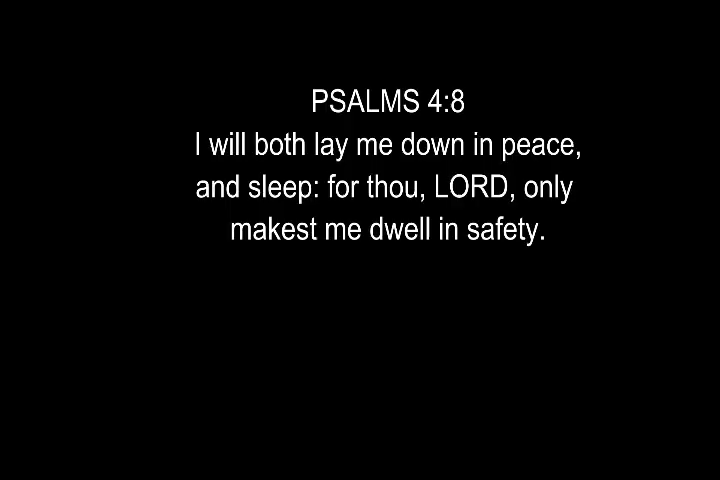 PSALMS 4:8
I will both lay me down in peace,
and sleep: for thou, LORD, only
makest me dwell in safety.